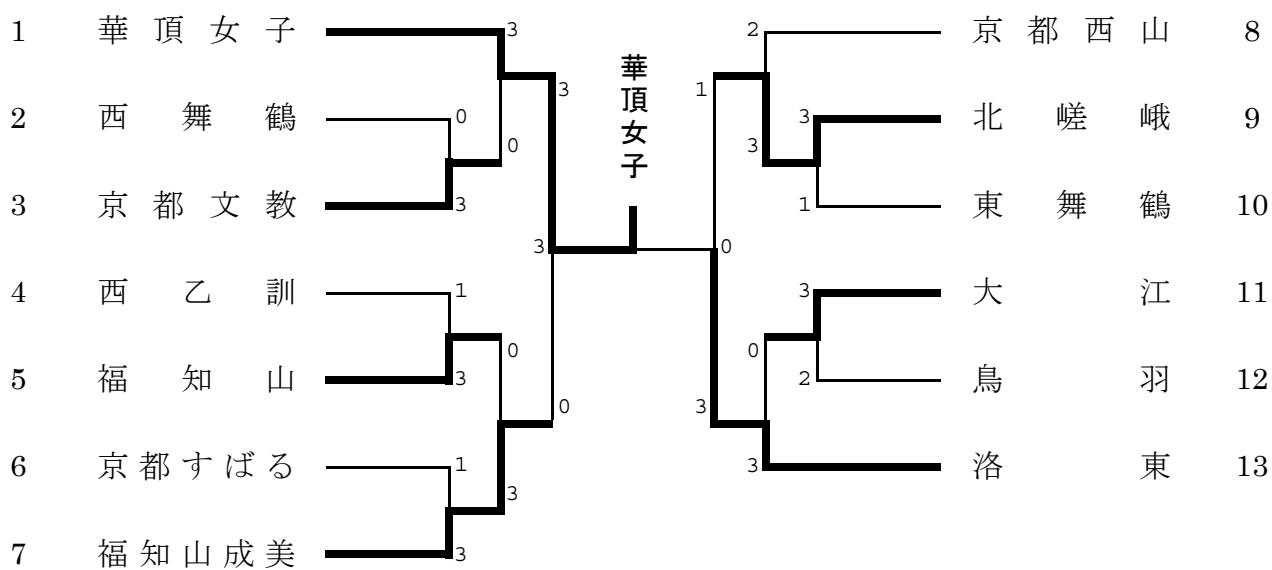 1 華頂女子 3
2 西舞鶴 0
3 京都文教 3
0
3
4 西乙訓 1
5 福知山 3
0
6 京都すばる 1
7 福知山成美 3
3
0
3
華頂女子
0
2 京都西山 8
3 北嵯峨 9
1 東舞鶴 10
3
1
3 大江 11
2 鳥羽 12
0
3 洛東 13
3